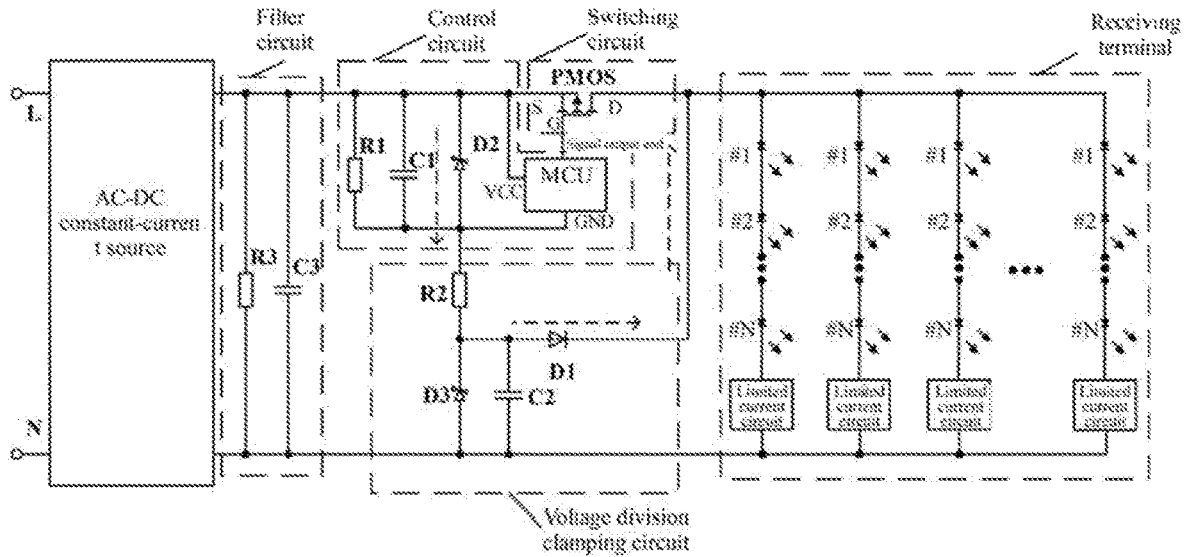 Filter
circuit
Control
circuit
Switching
circuit
Receiving
terminal
L
PMOS
S
D
G
Signal output end
R1
C1
D2
MCU
VCC
GND
#1
#1
#1
#1
AC-DC
constant-curren
t source
#2
#2
#2
#2
R3
C3
R2
#N
#N
#N
#N
D1
D3
C2
Limited
current
circuit
Limited
current
circuit
Limited
current
circuit
Limited
current
circuit
N
Voltage division
clamping circuit